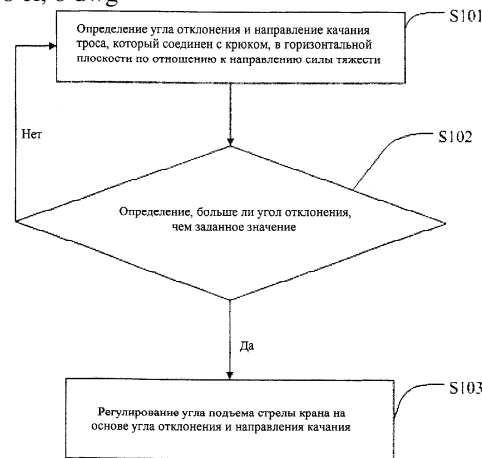 S101
Определение угла отклонения и направление качания
троса, который соединен с крюком, в горизонтальной
плоскости по отношению к направлению силы тяжести
Нет
S102
Определение, больше ли угол отклонения,
чем заданное значение
Да
S103
Регулирование угла подъема стрелы крана на
основе угла отклонения и направления качания